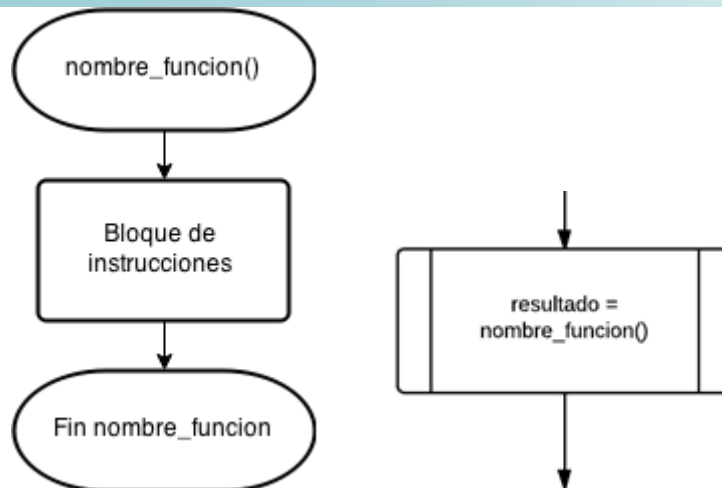 nombre_funcion()
Bloque de
instrucciones
Fin nombre_funcion
resultado =
nombre_funcion()